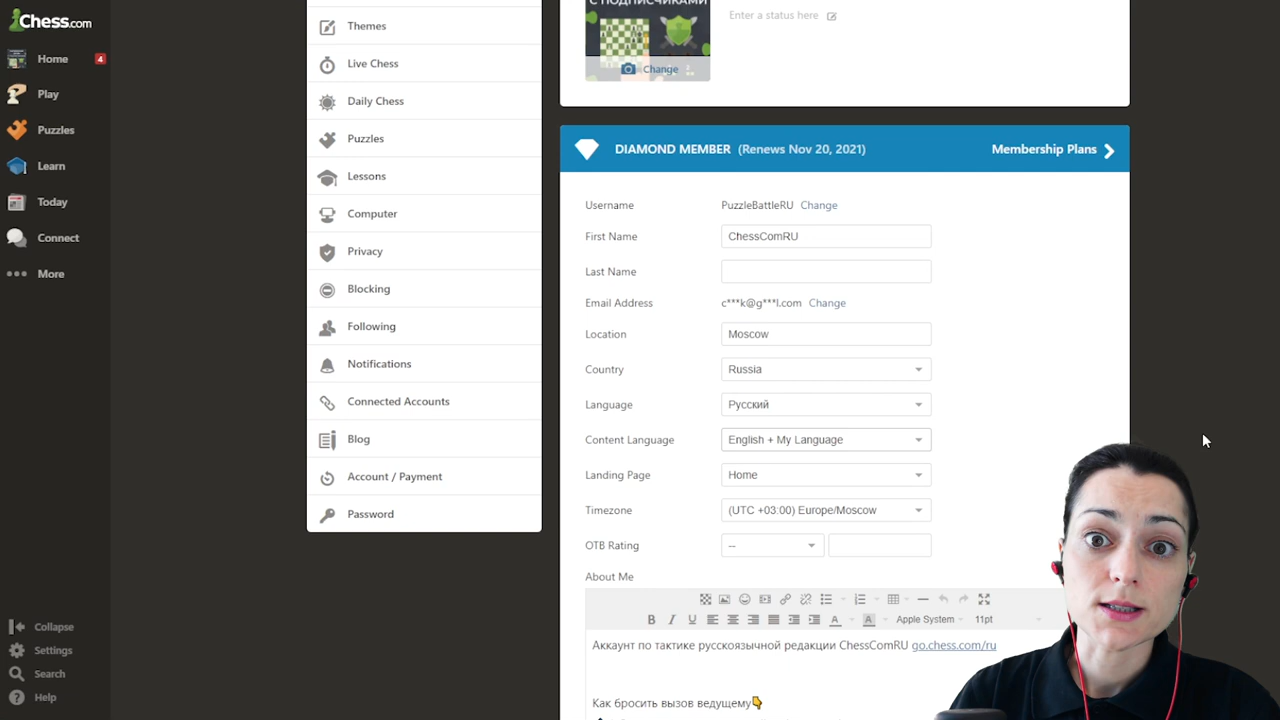 Chess.com
Home
4
Play
Puzzles
Learn
Today
Connect
More
Collapse
Settings
Search
Help
Themes
Live Chess
Daily Chess
Puzzles
Lessons
Computer
Privacy
Blocking
Following
Notifications
Connected Accounts
Blog
Account / Payment
Password
С ПОДПИСЧИКАМИ
Change
Enter a status here
DIAMOND MEMBER (Renews Nov 20, 2021) Membership Plans
Username PuzzleBattleRU Change
First Name ChessComRU
Last Name
Email Address c***k@g***l.com Change
Location Moscow
Country Russia
Language Русский
Content Language English + My Language
Landing Page Home
Timezone (UTC +03:00) Europe/Moscow
OTB Rating --
About Me
B I U A A Apple System 11pt
Аккаунт по тактике русскоязычной редакции ChessComRU go.chess.com/ru
Как бросить вызов ведущему👇